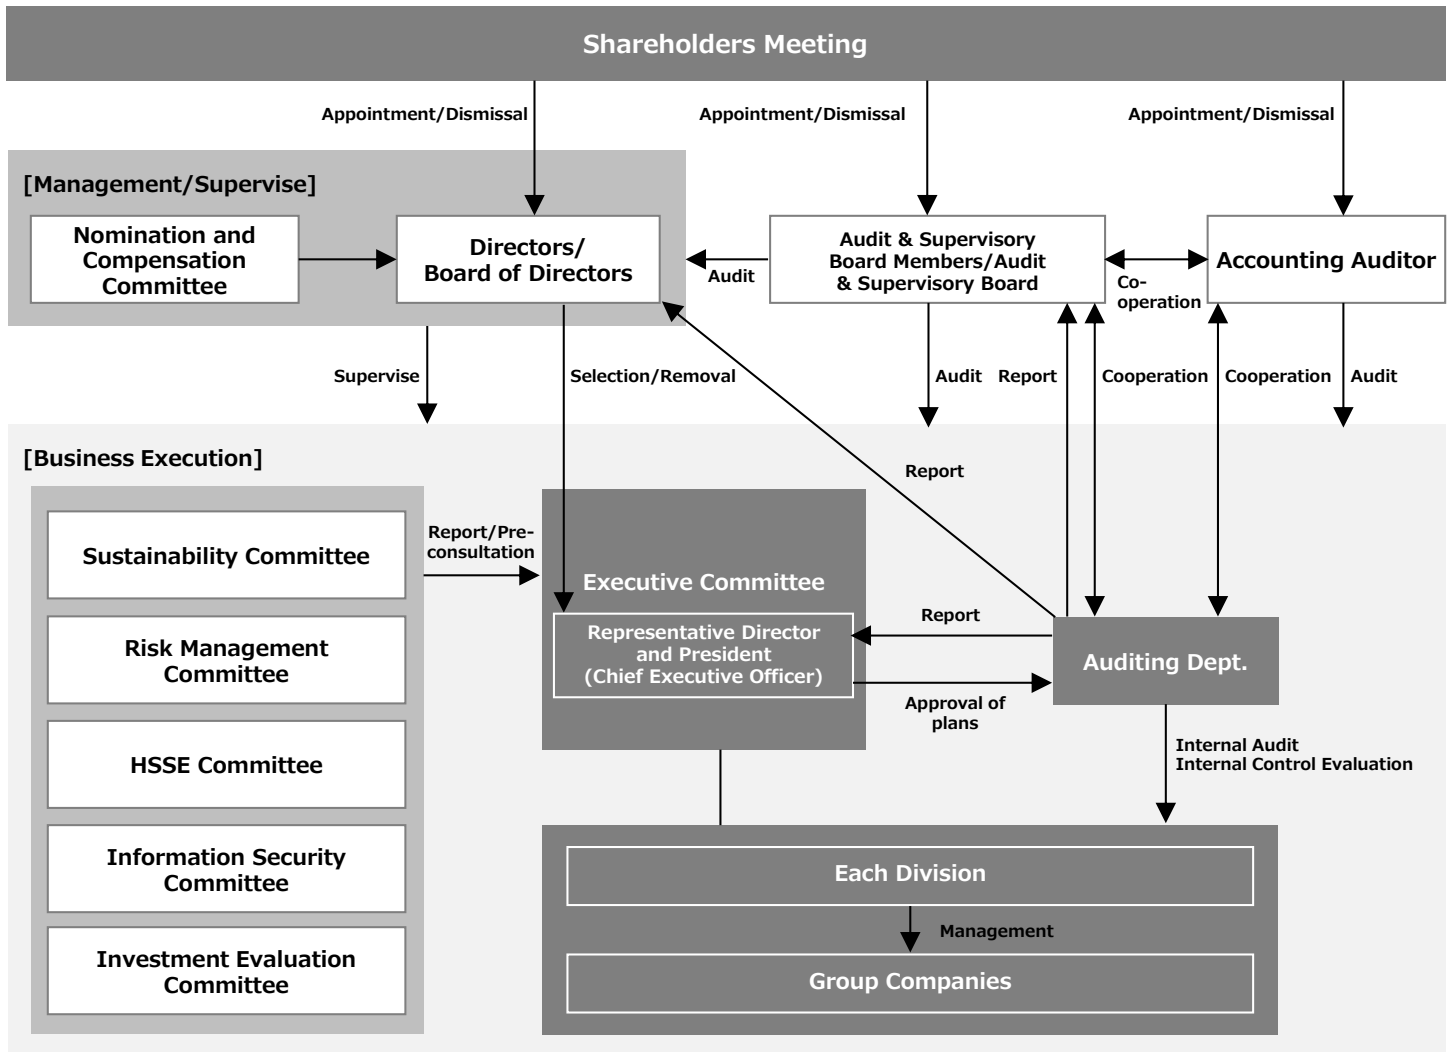 Shareholders Meeting
Appointment/Dismissal
Appointment/Dismissal
Appointment/Dismissal
[Management/Supervise]
Nomination and
Compensation
Committee
Directors/
Board of Directors
Audit
Audit & Supervisory
Board Members/Audit
& Supervisory Board
Co-
operation
Accounting Auditor
Supervise
Selection/Removal
Audit
Report
Cooperation
Cooperation
Audit
[Business Execution]
Report
Sustainability Committee
Risk Management
Committee
HSSE Committee
Information Security
Committee
Investment Evaluation
Committee
Report/Pre-
consultation
Executive Committee
Representative Director
and President
(Chief Executive Officer)
Report
Approval of
plans
Auditing Dept.
Internal Audit
Internal Control Evaluation
Each Division
Management
Group Companies